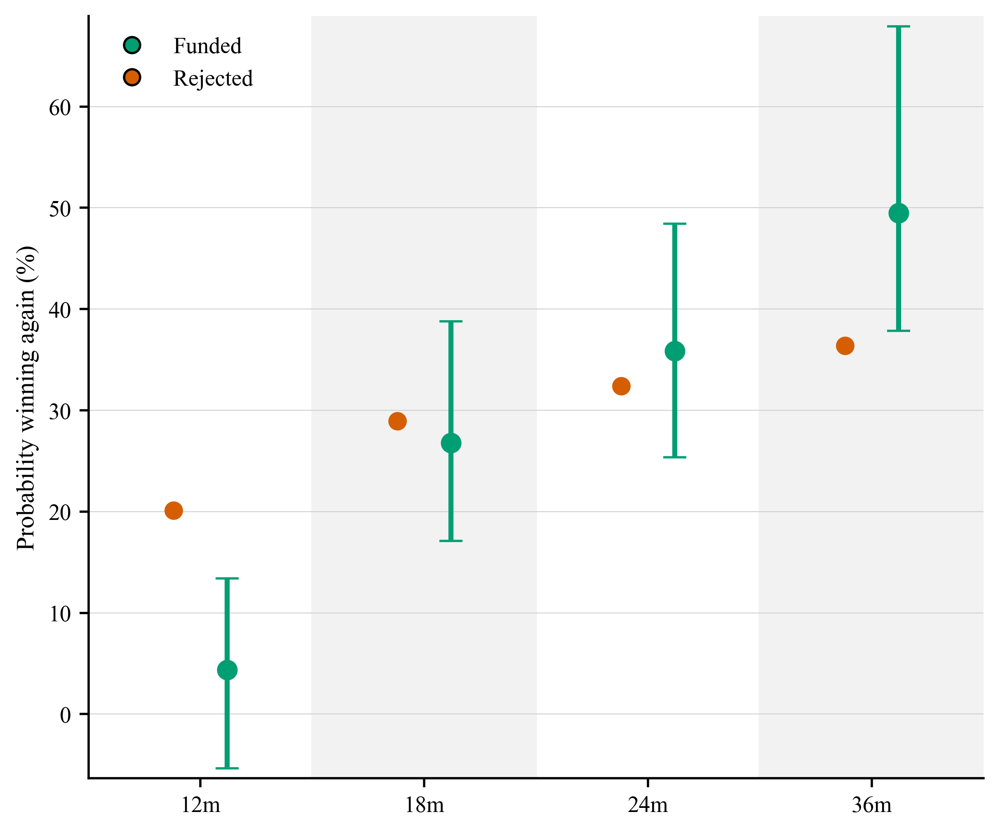 Funded
Rejected
Probability winning again (%)
60
50
40
30
20
10
0
12m
18m
24m
36m